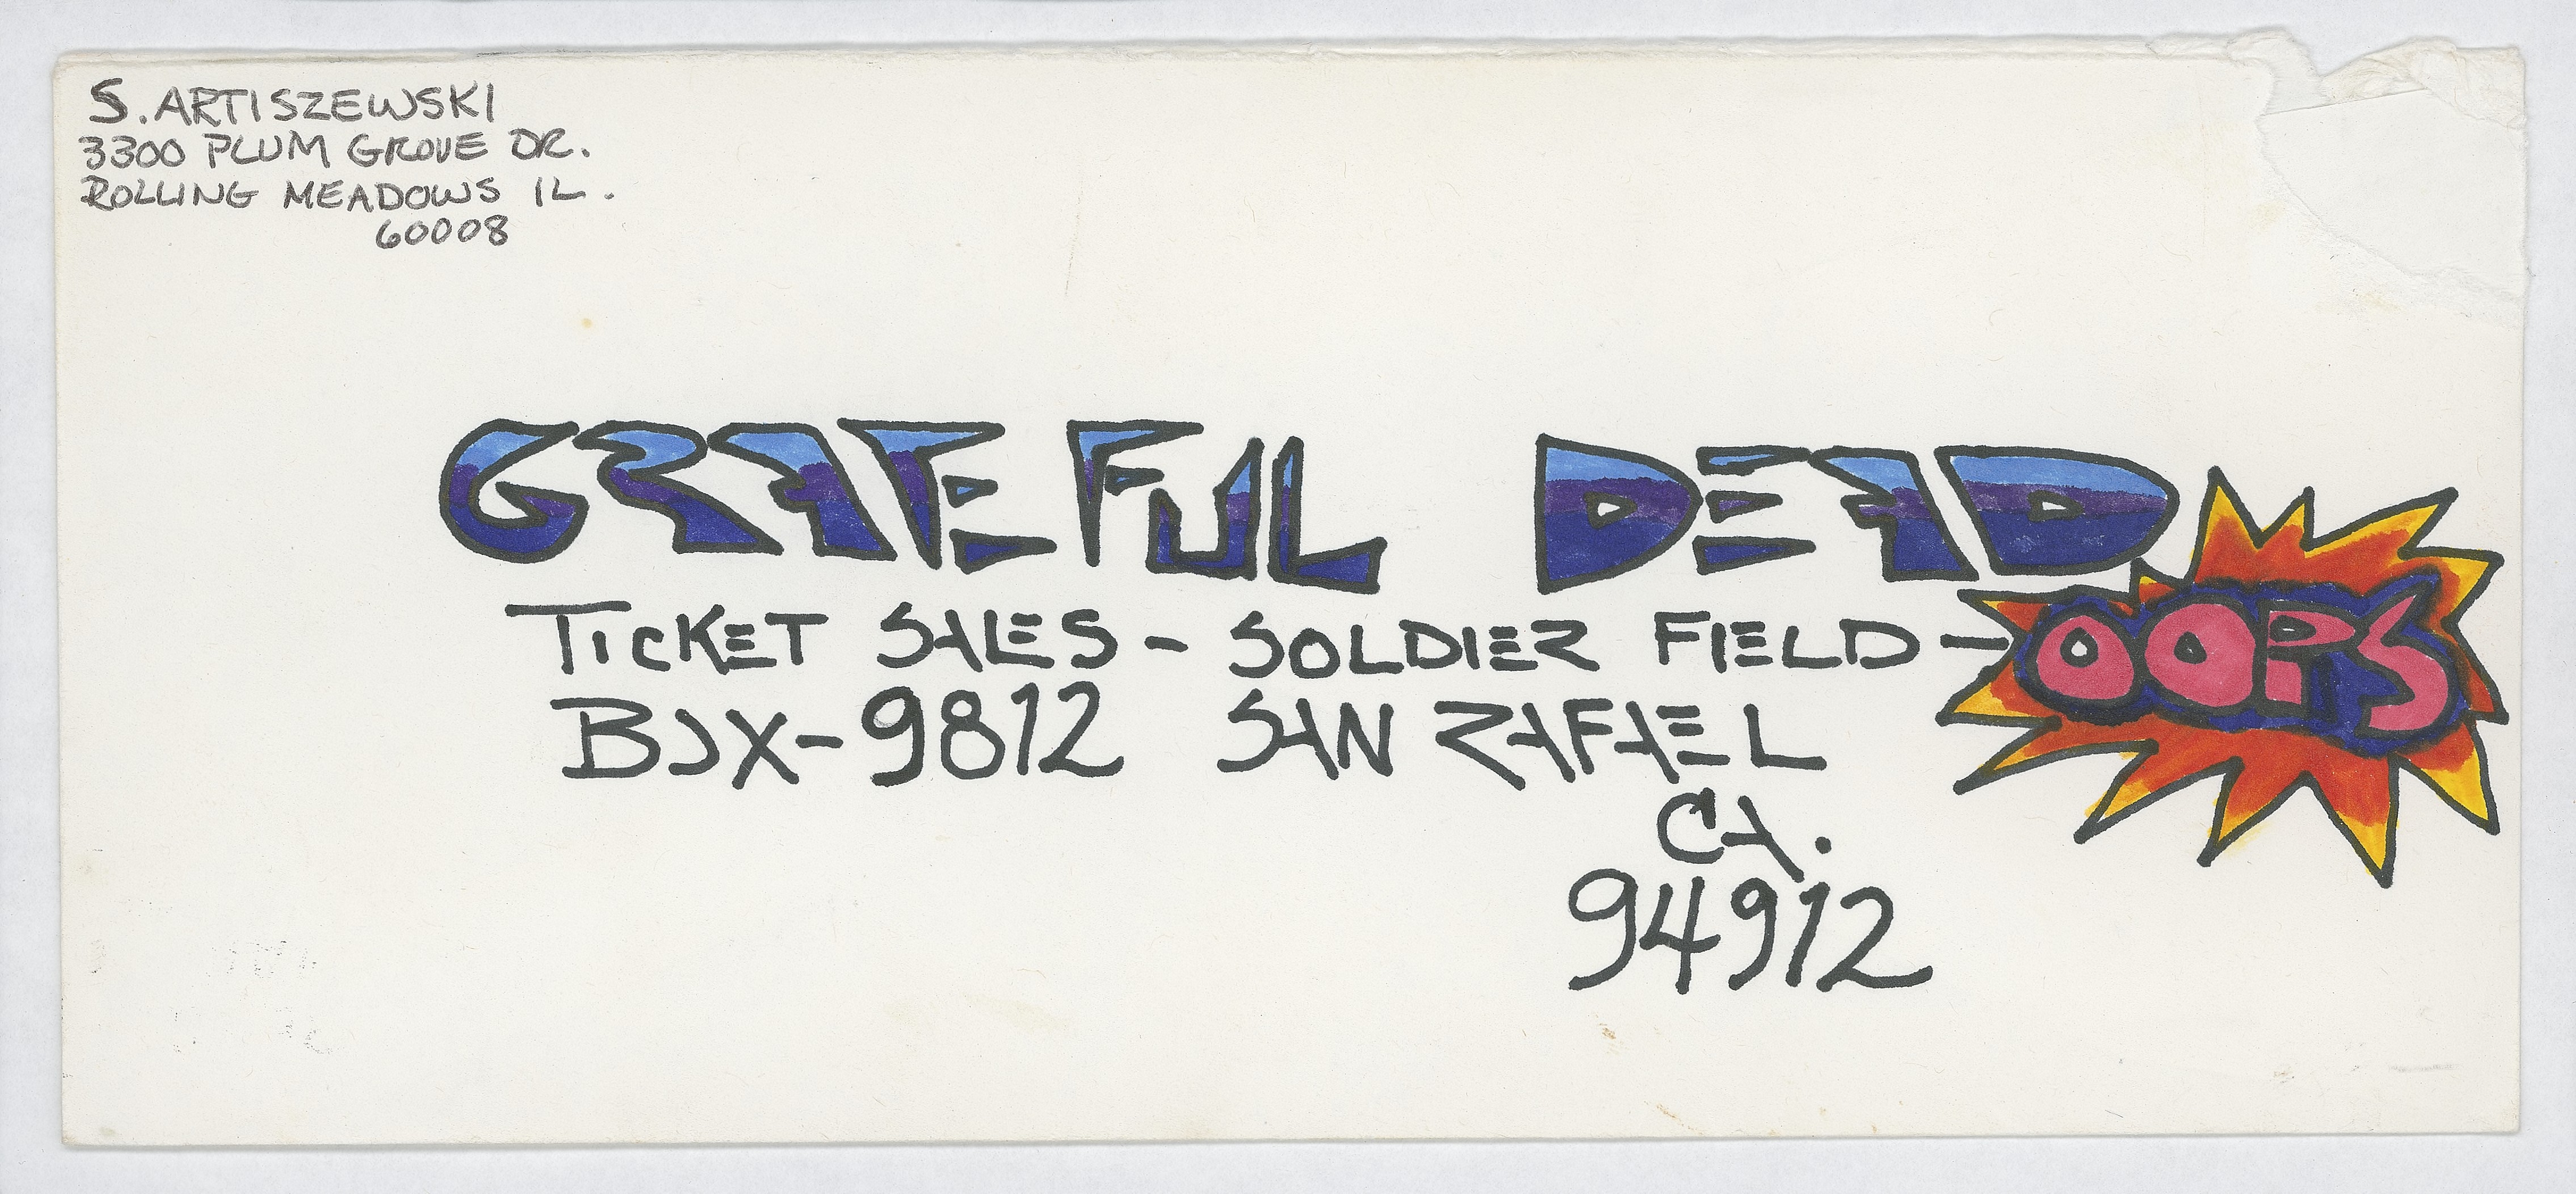 S. ARTISZEWSKI
3300 PLUM GROVE DR.
ROLLING MEADOWS IL.
60008
GRATEFUL DEAD
TICKET SALES - SOLDIER FIELD - OOPS
BOX-9812 SAN RAFAEL
CA.
94912